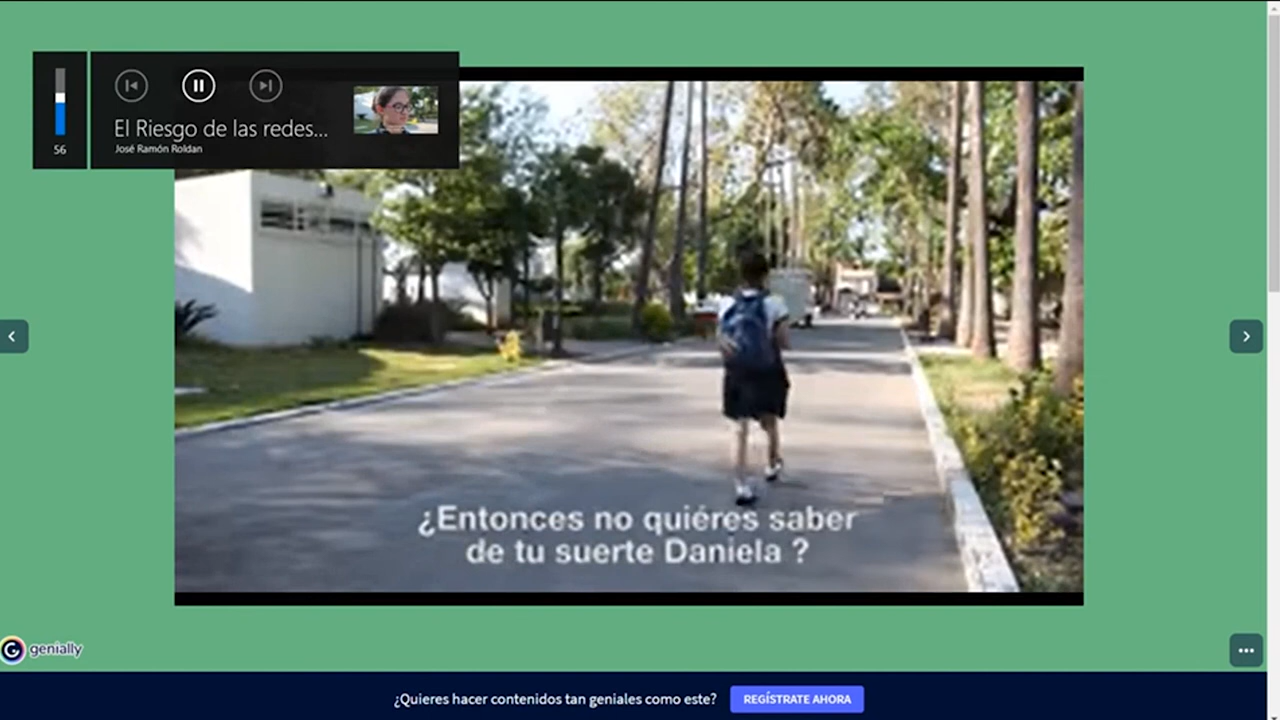 56
El Riesgo de las redes...
José Ramón Roldan
¿Entonces no quiéres saber
de tu suerte Daniela ?
genially
¿Quieres hacer contenidos tan geniales como este?
REGÍSTRATE AHORA